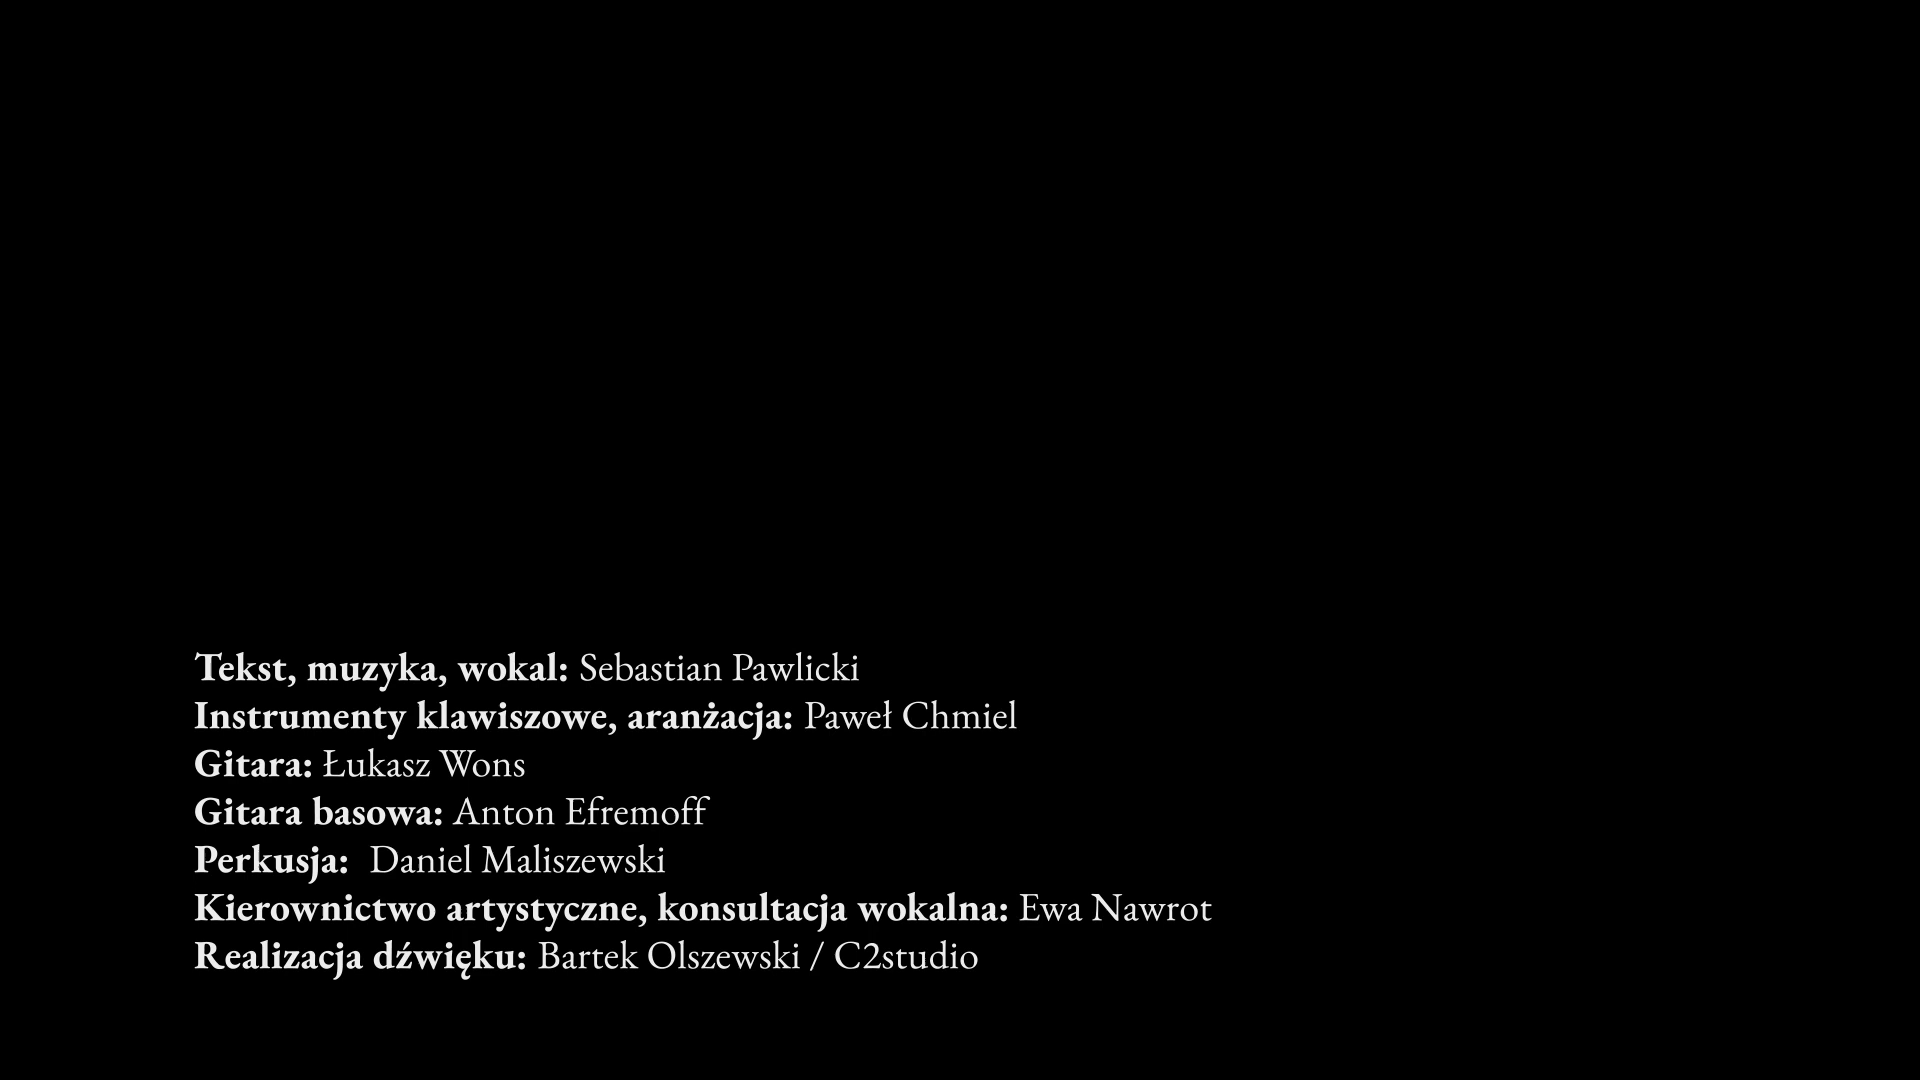 Tekst, muzyka, wokal: Sebastian Pawlicki
Instrumenty klawiszowe, aranżacja: Paweł Chmiel
Gitara: Łukasz Wons
Gitara basowa: Anton Efremoff
Perkusja:  Daniel Maliszewski
Kierownictwo artystyczne, konsultacja wokalna: Ewa Nawrot
Realizacja dźwięku: Bartek Olszewski / C2studio